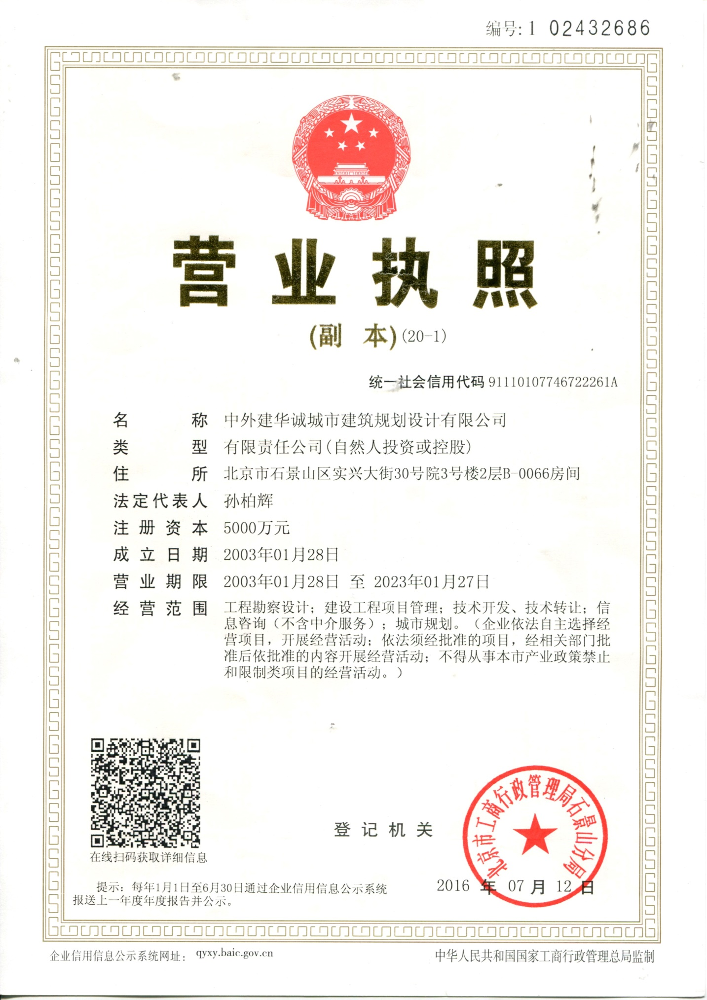 编号:1 02432686
营业执照
(副 本)(20-1)
统一社会信用代码 91110107746722261A
名称 中外建华诚城市建筑规划设计有限公司
类型 有限责任公司(自然人投资或控股)
住所 北京市石景山区实兴大街30号院3号楼2层B-0066房间
法定代表人 孙柏辉
注册资本 5000万元
成立日期 2003年01月28日
营业期限 2003年01月28日 至 2023年01月27日
经营范围 工程勘察设计；建设工程项目管理；技术开发、技术转让；信
息咨询（不含中介服务）；城市规划。（企业依法自主选择经
营项目，开展经营活动；依法须经批准的项目，经相关部门批
准后依批准的内容开展经营活动；不得从事本市产业政策禁止
和限制类项目的经营活动。）
在线扫码获取详细信息
登记机关
北京市工商行政管理局石景山分局
2016 年 07 月 12 日
提示：每年1月1日至6月30日通过企业信用信息公示系统
报送上一年度年度报告并公示。
企业信用信息公示系统网址： qyxy.baic.gov.cn
中华人民共和国国家工商行政管理总局监制